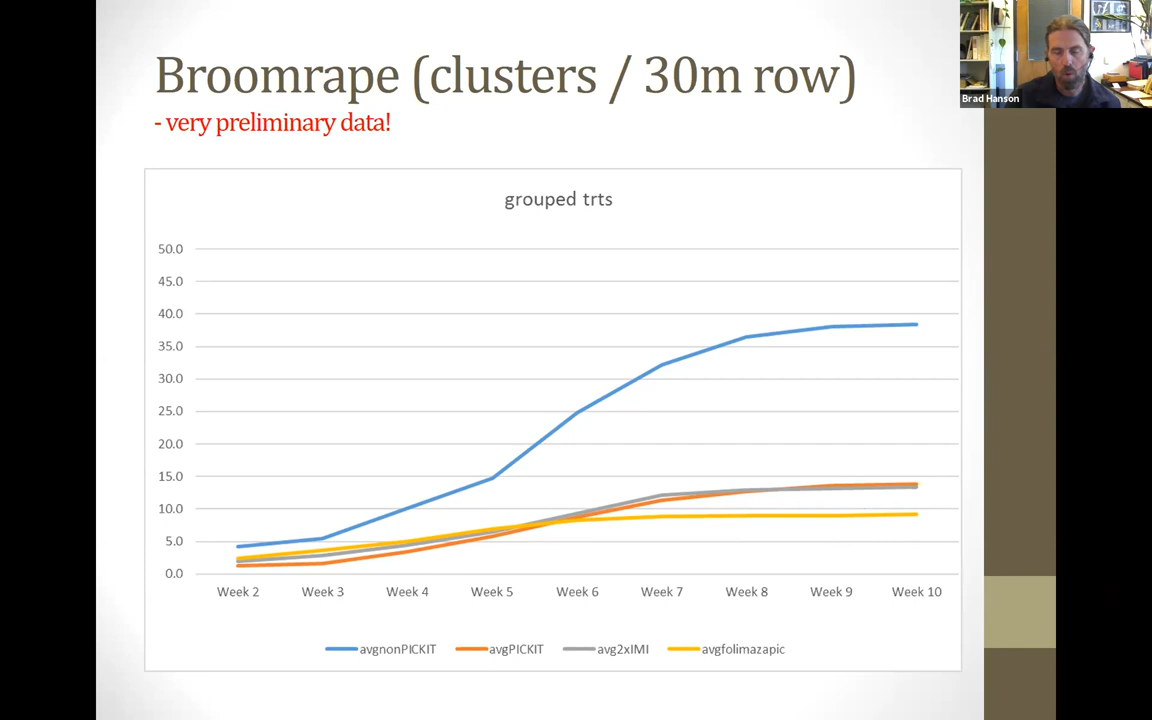 Broomrape (clusters / 30m row)
- very preliminary data!
Brad Hanson
grouped trts
50.0
45.0
40.0
35.0
30.0
25.0
20.0
15.0
10.0
5.0
0.0
Week 2 Week 3 Week 4 Week 5 Week 6 Week 7 Week 8 Week 9 Week 10
avgnonPICKIT avgPICKIT avg2xIMI avgfolimazapic